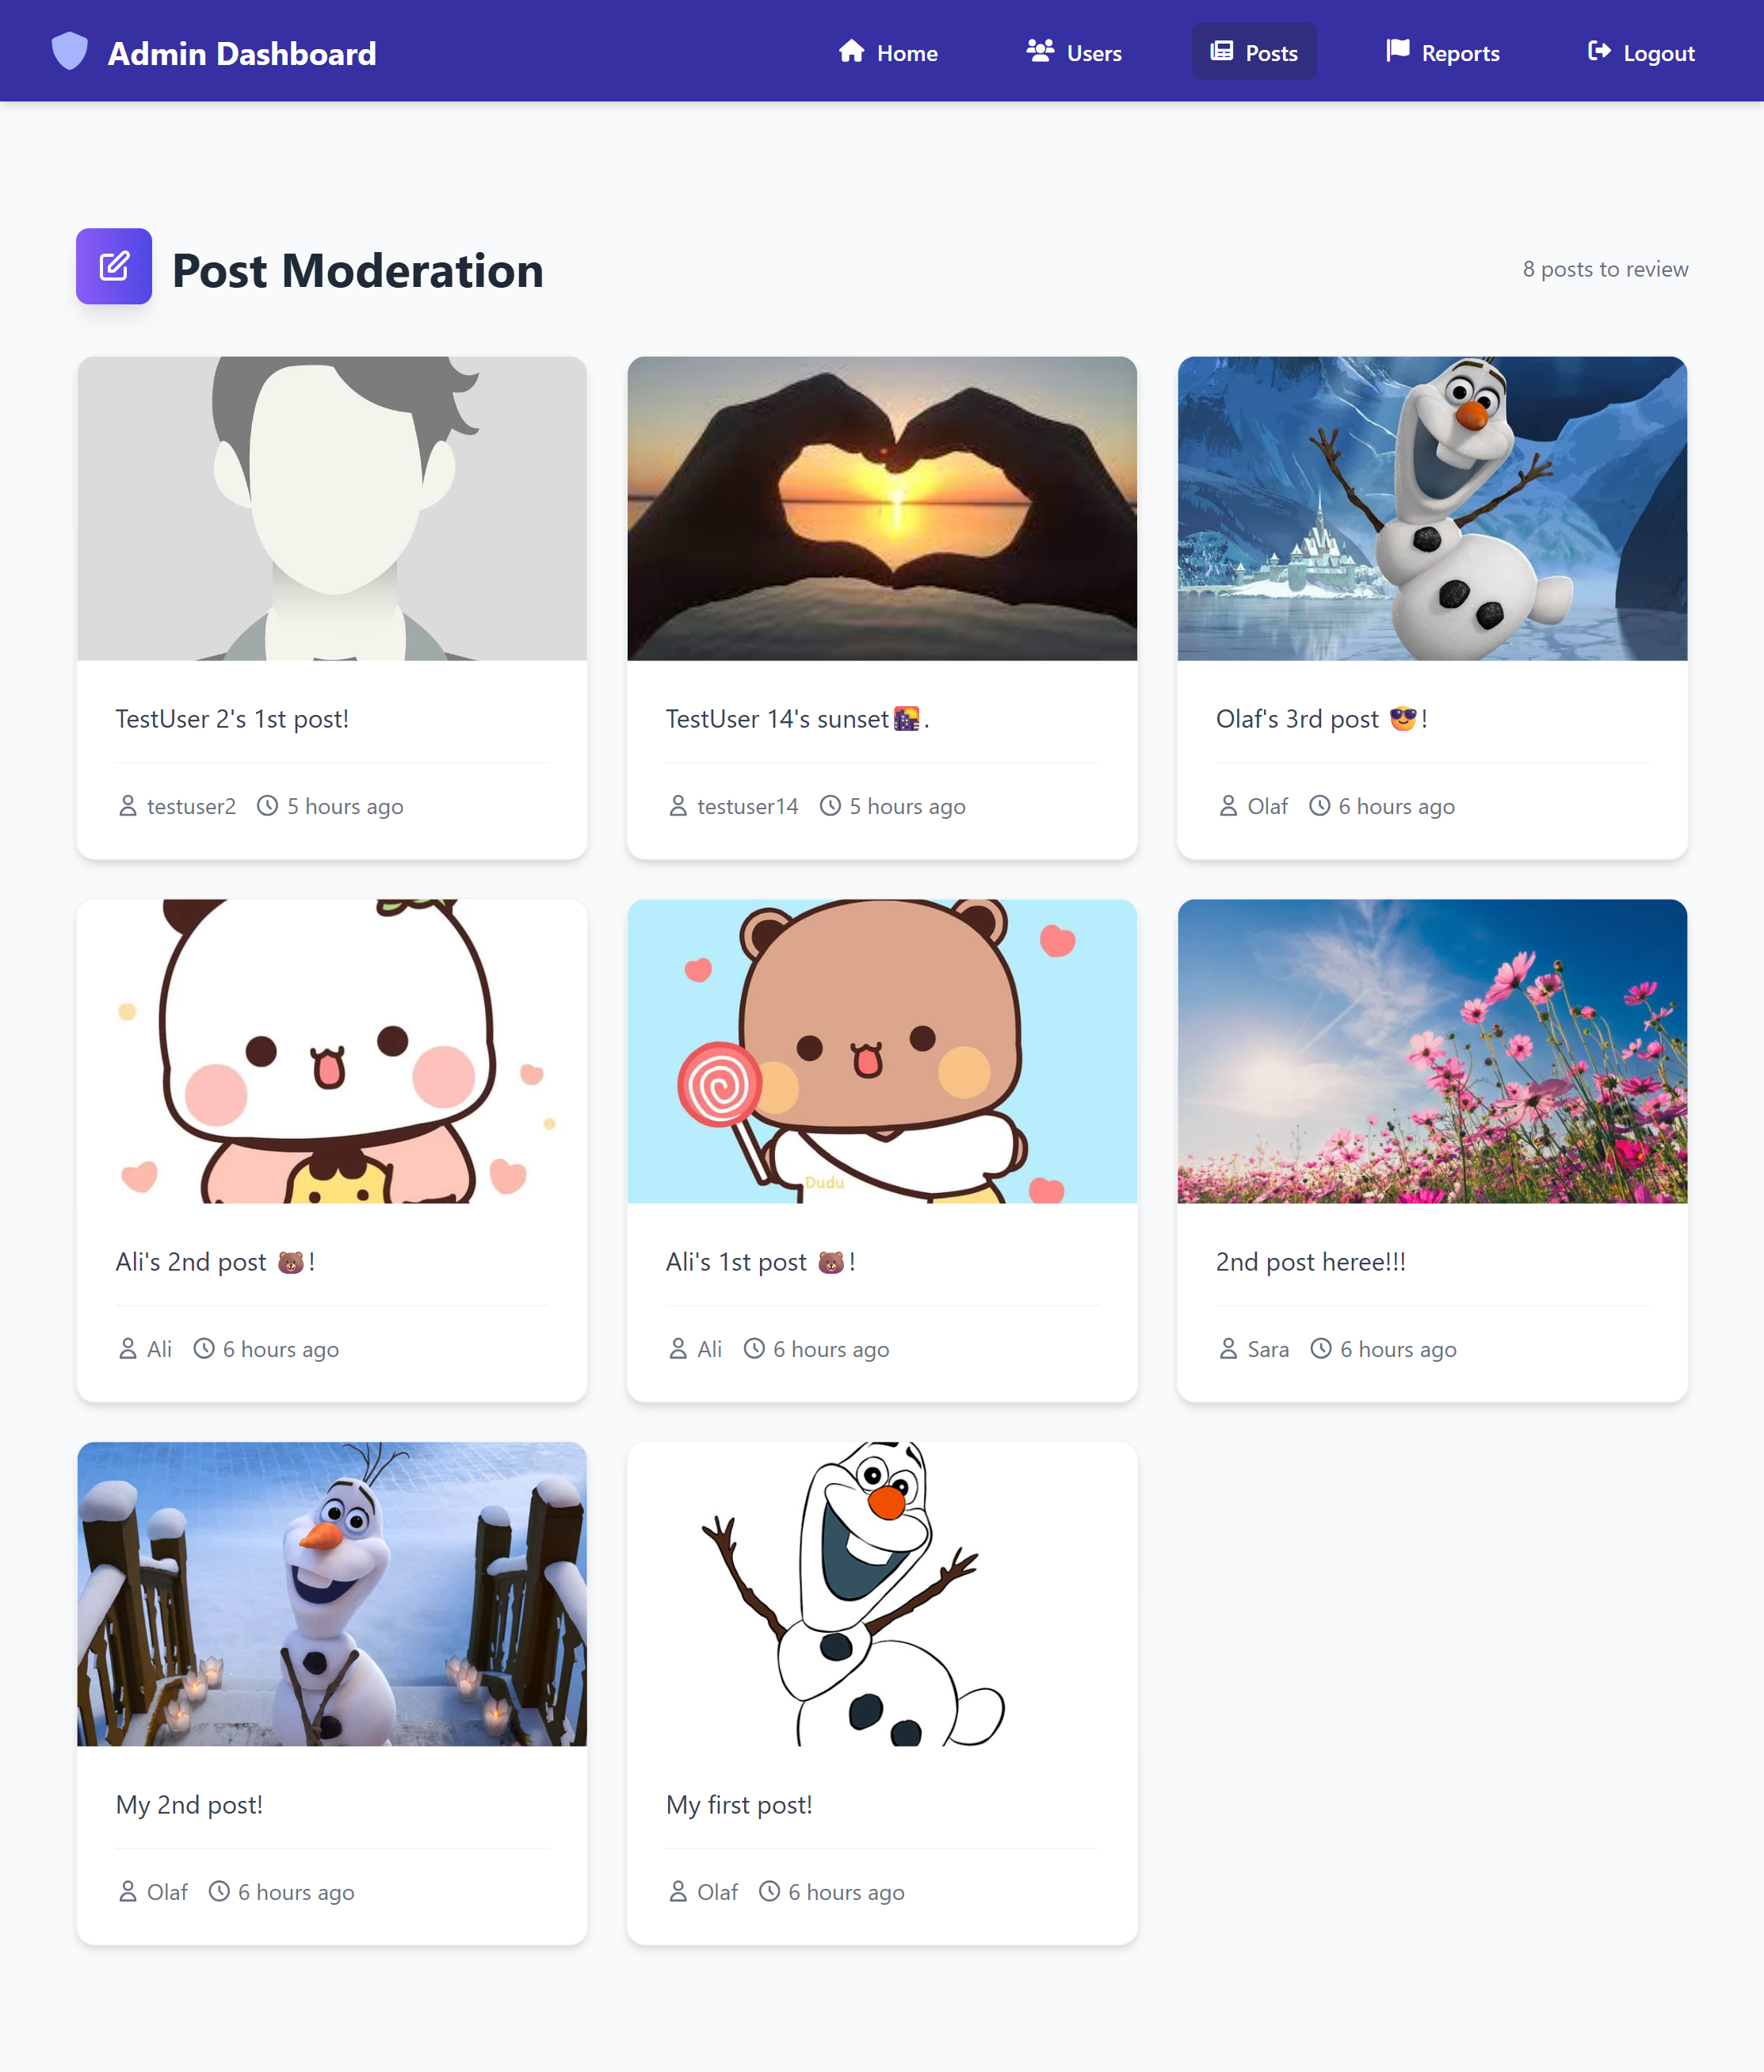 Admin Dashboard
Home
Users
Posts
Reports
Logout
Post Moderation
8 posts to review
TestUser 2's 1st post!
testuser2 5 hours ago
TestUser 14's sunset🌇.
testuser14 5 hours ago
Olaf's 3rd post 😎!
Olaf 6 hours ago
Dudu
Ali's 2nd post 🐻!
Ali 6 hours ago
Ali's 1st post 🐻!
Ali 6 hours ago
2nd post heree!!!
Sara 6 hours ago
My 2nd post!
Olaf 6 hours ago
My first post!
Olaf 6 hours ago